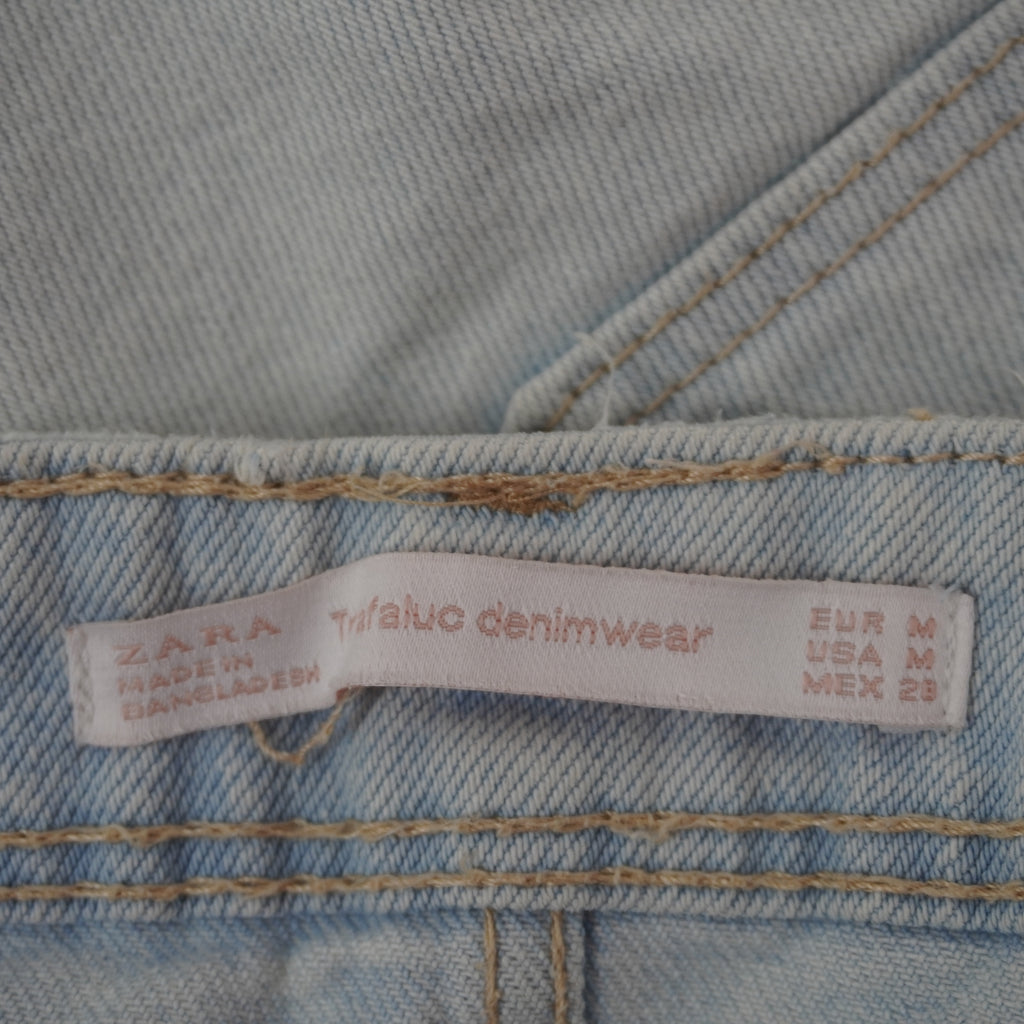 ZARA
MADE IN
BANGLADESH
Trafaluc denimwear
EUR M
USA M
MEX 28